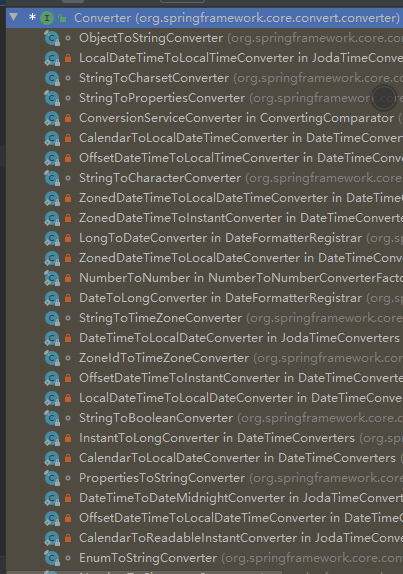 Converter (org.springframework.core.convert.converter)
ObjectToStringConverter (org.springframework.core.con
LocalDateTimeToLocalTimeConverter in JodaTimeConver
StringToCharsetConverter (org.springframework.core.co
StringToPropertiesConverter (org.springframework.core.
ConversionServiceConverter in ConvertingComparator (
CalendarToLocalDateTimeConverter in DateTimeConver
OffsetDateTimeToLocalTimeConverter in DateTimeConve
StringToCharacterConverter (org.springframework.core.
ZonedDateTimeToLocalDateTimeConverter in DateTime
ZonedDateTimeToInstantConverter in DateTimeConverte
LongToDateConverter in DateFormatterRegistrar (org.sp
ZonedDateTimeToLocalDateConverter in DateTimeConv
NumberToNumber in NumberToNumberConverterFacto
DateToLongConverter in DateFormatterRegistrar (org.sp
StringToTimeZoneConverter (org.springframework.core
DateTimeToLocalDateConverter in JodaTimeConverters
ZoneIdToTimeZoneConverter (org.springframework.core
OffsetDateTimeToInstantConverter in DateTimeConverte
LocalDateTimeToLocalDateConverter in DateTimeConve
StringToBooleanConverter (org.springframework.core.c
InstantToLongConverter in DateTimeConverters (org.spr
CalendarToLocalDateConverter in DateTimeConverters (
PropertiesToStringConverter (org.springframework.core.
DateTimeToDateMidnightConverter in JodaTimeConvert
OffsetDateTimeToLocalDateTimeConverter in DateTimeC
CalendarToReadableInstantConverter in JodaTimeConve
EnumToStringConverter (org.springframework.core.conv